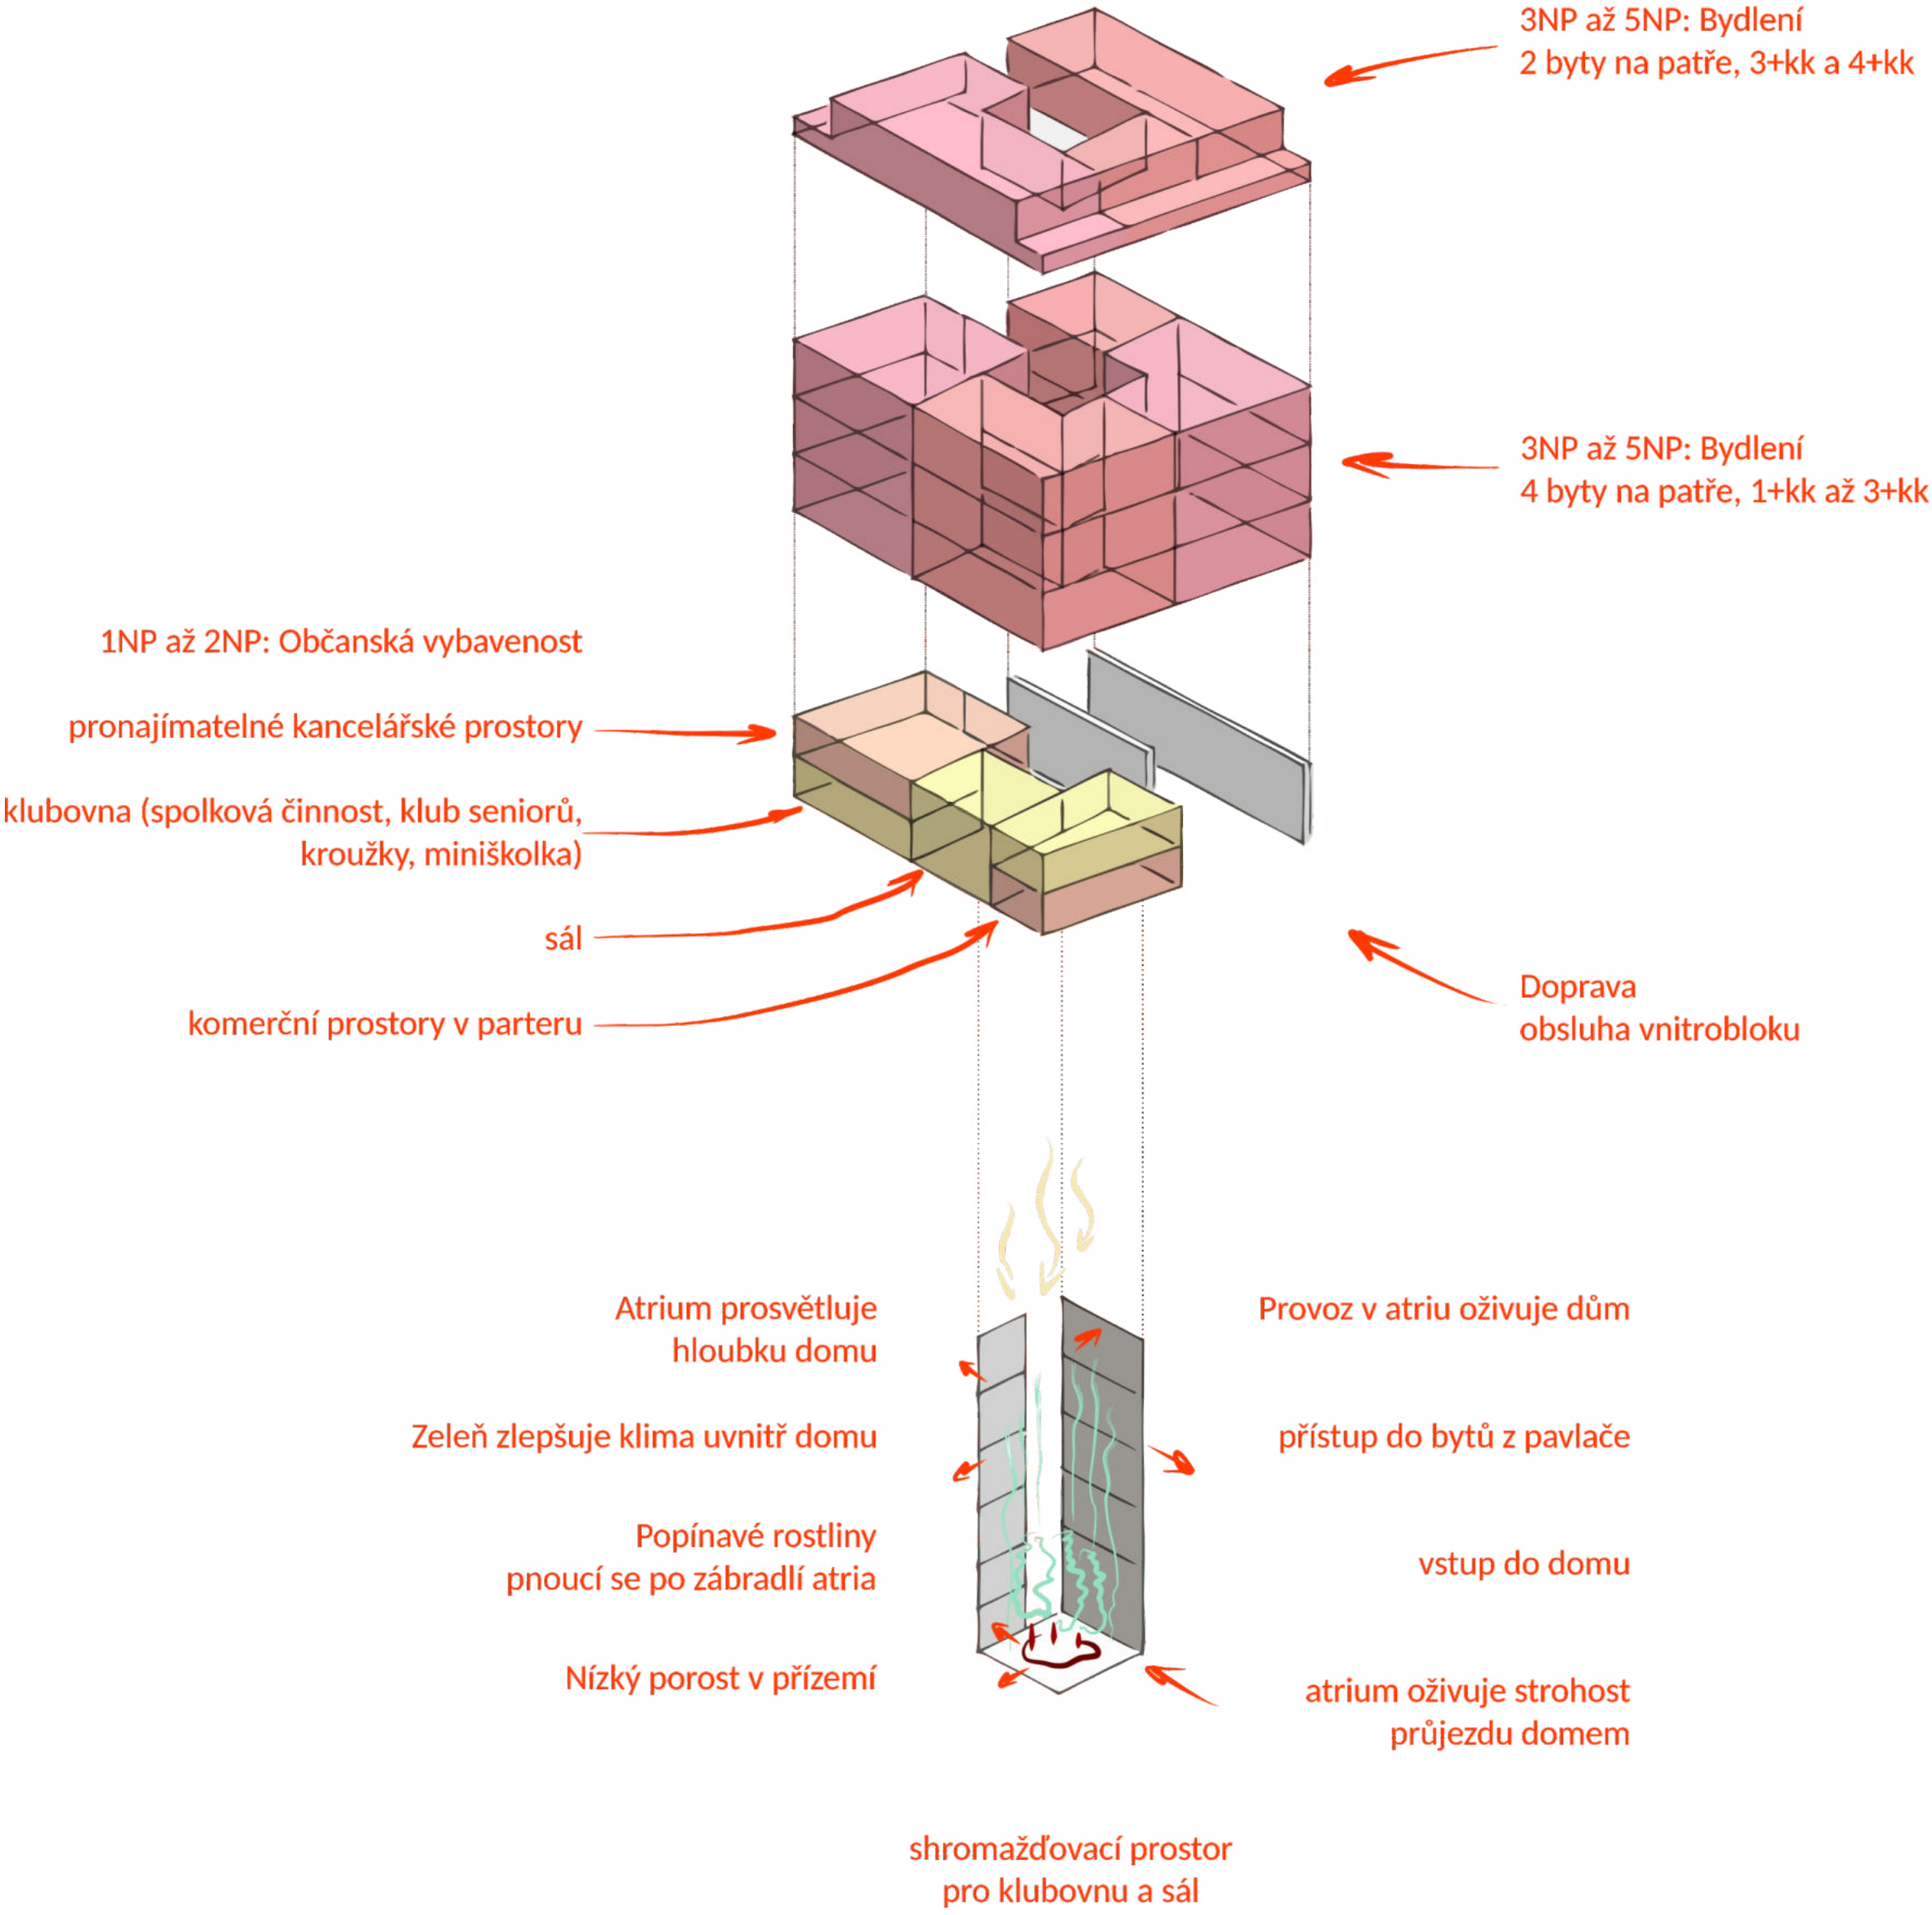 3NP až 5NP: Bydlení
2 byty na patře, 3+kk a 4+kk
3NP až 5NP: Bydlení
4 byty na patře, 1+kk až 3+kk
1NP až 2NP: Občanská vybavenost
pronajímatelné kancelářské prostory
klubovna (spolková činnost, klub seniorů,
kroužky, miniškolka)
sál
komerční prostory v parteru
Doprava
obsluha vnitrobloku
Atrium prosvětluje
hloubku domu
Zeleň zlepšuje klima uvnitř domu
Popínavé rostliny
pnoucí se po zábradlí atria
Nízký porost v přízemí
Provoz v atriu oživuje dům
přístup do bytů z pavlače
vstup do domu
atrium oživuje strohost
průjezdu domem
shromažďovací prostor
pro klubovnu a sál